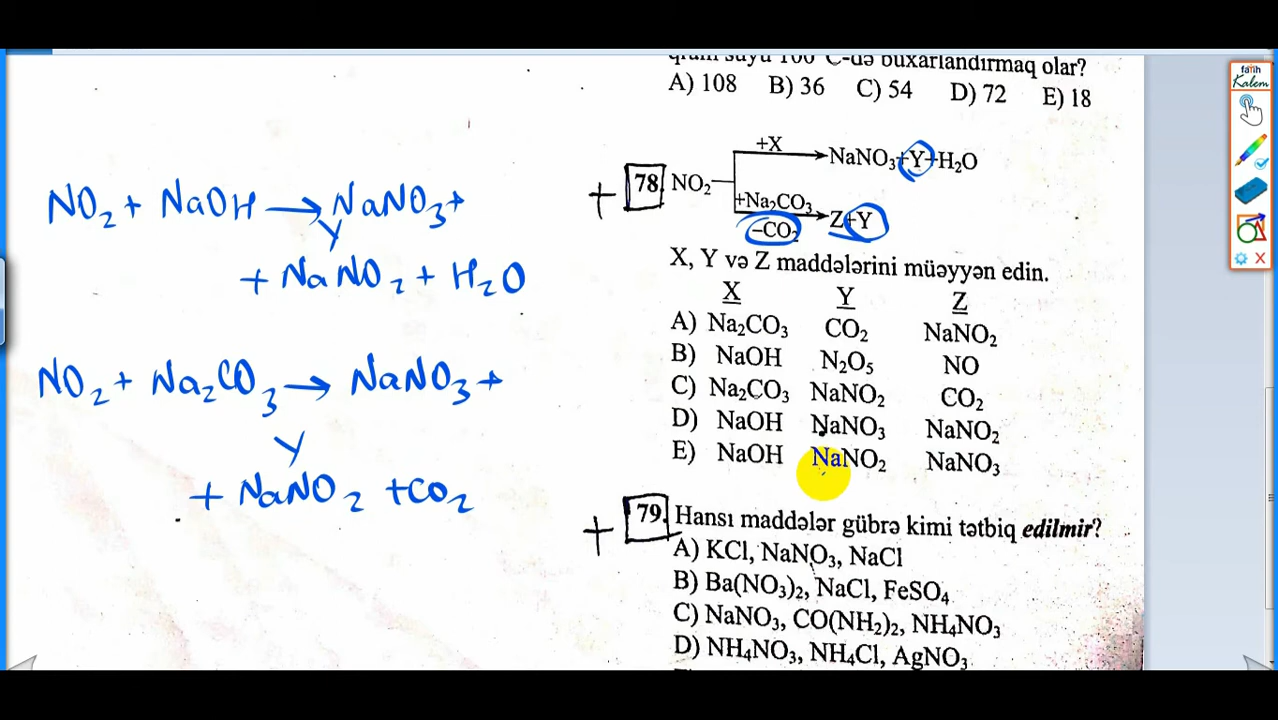 qram suyu 100°C-də buxarlandırmaq olar?
A) 108 B) 36 C) 54 D) 72 E) 18
78. NO₂
+X
NaNO₃+Y+H₂O
+Na₂CO₃
−CO₂
Z+Y
X, Y və Z maddələrini müəyyən edin.
X Y Z
A) Na₂CO₃ CO₂ NaNO₂
B) NaOH N₂O₅ NO
C) Na₂CO₃ NaNO₂ CO₂
D) NaOH NaNO₃ NaNO₂
E) NaOH NaNO₂ NaNO₃
79. Hansı maddələr gübrə kimi tətbiq edilmir?
A) KCl, NaNO₃, NaCl
B) Ba(NO₃)₂, NaCl, FeSO₄
C) NaNO₃, CO(NH₂)₂, NH₄NO₃
D) NH₄NO₃, NH₄Cl, AgNO₃
NO₂ + NaOH → NaNO₃ +
Y
+ NaNO₂ + H₂O
NO₂ + Na₂CO₃ → NaNO₃ +
Y
+ NaNO₂ + CO₂
+
+
fatih
Kalem